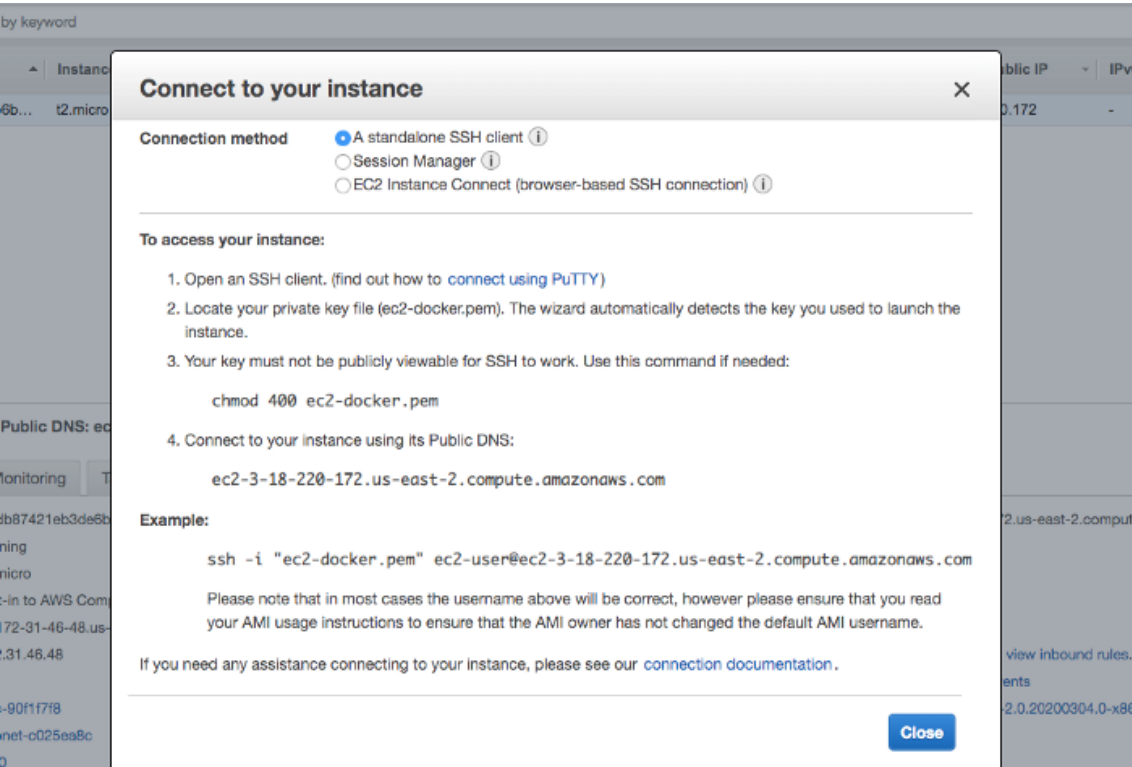 by keyword
Connect to your instance
Connection method
A standalone SSH client
Session Manager
EC2 Instance Connect (browser-based SSH connection)
To access your instance:
1. Open an SSH client. (find out how to connect using PuTTY)
2. Locate your private key file (ec2-docker.pem). The wizard automatically detects the key you used to launch the
instance.
3. Your key must not be publicly viewable for SSH to work. Use this command if needed:
chmod 400 ec2-docker.pem
4. Connect to your instance using its Public DNS:
ec2-3-18-220-172.us-east-2.compute.amazonaws.com
Example:
ssh -i "ec2-docker.pem" ec2-user@ec2-3-18-220-172.us-east-2.compute.amazonaws.com
Please note that in most cases the username above will be correct, however please ensure that you read
your AMI usage instructions to ensure that the AMI owner has not changed the default AMI username.
If you need any assistance connecting to your instance, please see our connection documentation.
Close
Instanc
t2.micro
6b...
Public DNS: ec
Monitoring
T
db87421eb3de6b
ning
micro
t-in to AWS Comp
172-31-46-48.us-
2.31.46.48
c-90f1f7f8
bnet-c025ea8c
ublic IP
IPv
0.172
-
72.us-east-2.comput
view inbound rules.
ents
-2.0.20200304.0-x86